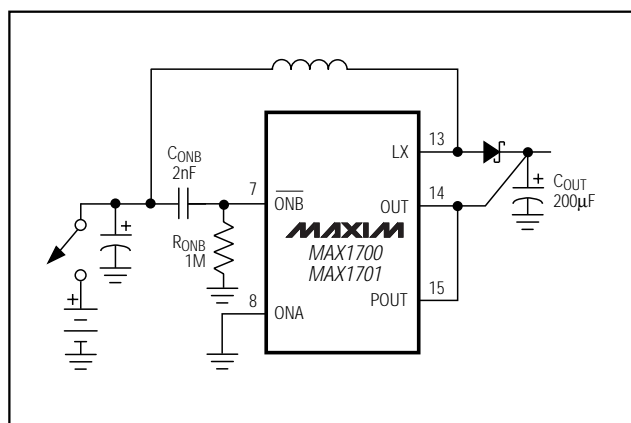 CONB
2nF
7
ONB
RONB
1M
8
ONA
MAXIM
MAX1700
MAX1701
LX
13
OUT
14
POUT
15
+
COUT
200µF
+
+